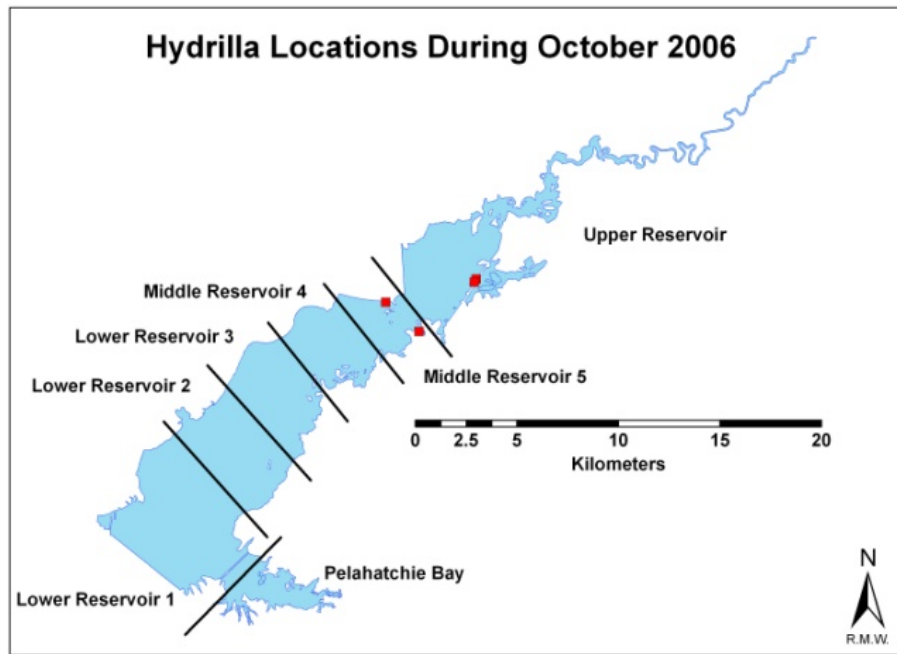 Hydrilla Locations During October 2006
Upper Reservoir
Middle Reservoir 4
Lower Reservoir 3
Lower Reservoir 2
Middle Reservoir 5
0 2.5 5 10 15 20
Kilometers
Pelahatchie Bay
Lower Reservoir 1
N
R.M.W.